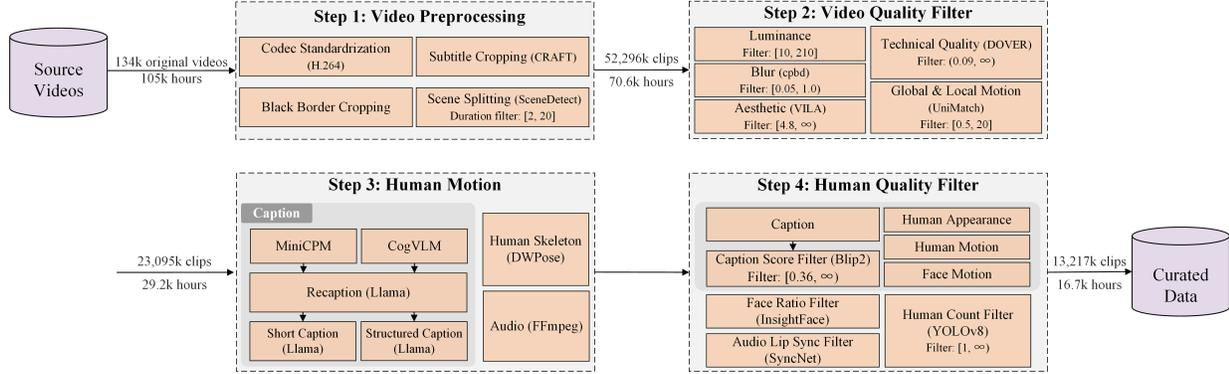 Source
Videos
134k original videos
105k hours
Step 1: Video Preprocessing
Codec Standardization
(H.264)
Subtitle Cropping (CRAFT)
Black Border Cropping
Scene Splitting (SceneDetect)
Duration filter: [2, 20]
52,296k clips
70.6k hours
Step 2: Video Quality Filter
Luminance
Filter: [10, 210]
Blur (cpbd)
Filter: [0.05, 1.0)
Aesthetic (VILA)
Filter: [4.8, ∞)
Technical Quality (DOVER)
Filter: (0.09, ∞)
Global & Local Motion
(UniMatch)
Filter: [0.5, 20]
23,095k clips
29.2k hours
Step 3: Human Motion
Caption
MiniCPM
CogVLM
Recaption (Llama)
Short Caption
(Llama)
Structured Caption
(Llama)
Human Skeleton
(DWPose)
Audio (FFmpeg)
Step 4: Human Quality Filter
Caption
Caption Score Filter (Blip2)
Filter: [0.36, ∞)
Human Appearance
Human Motion
Face Motion
Face Ratio Filter
(InsightFace)
Audio Lip Sync Filter
(SyncNet)
Human Count Filter
(YOLOv8)
Filter: [1, ∞)
13,217k clips
16.7k hours
Curated
Data